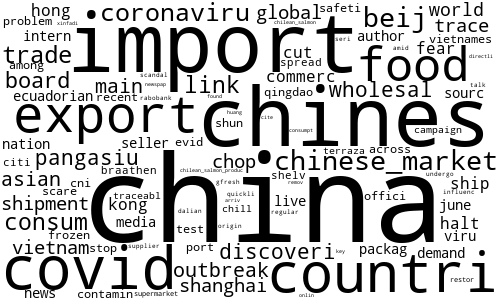 hong coronaviru global safeti world
problem xinfadi chilean_salmon beij trace
intern import seri author vietnames
trade cut amid fear directli
among spread food
board scandal main link commerc wholesal sourc
ecuadorian recent newspap rabobank qingdao found talk
export huang chines
shun cite consumpt campaign
nation seller evid terraza across
citi pangasiu braathen chop chinese_market undergo
asian cni chilean_salmon_produc shelv influenc
scare traceabl gfresh remov ship
shipment kong quickli live offici june
consum media dalian arriv chill china regular halt
frozen test origin viru
vietnam stop supplier port discoveri packag demand key
covid outbreak countri restor
news contamin supermarket shanghai onlin